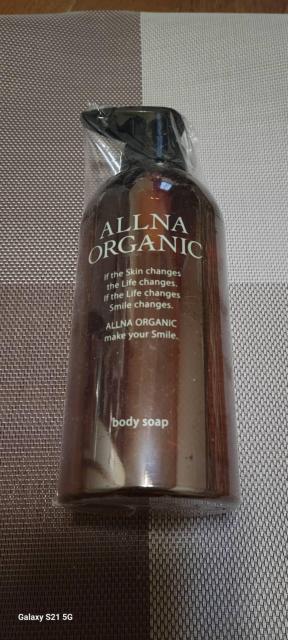 ALLNA
ORGANIC
If the Skin changes
the Life changes.
If the Life changes
Smile changes.
ALLNA ORGANIC
make your Smile.
body soap
Galaxy S21 5G